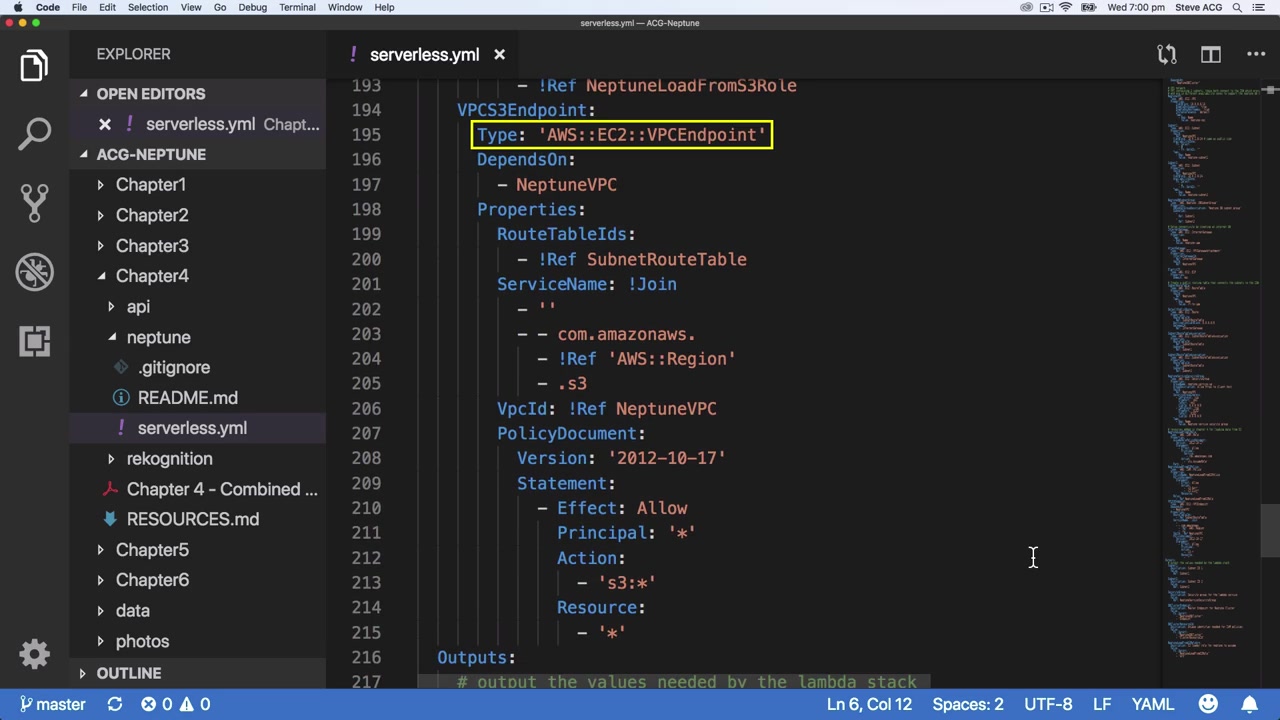 Code File Edit Selection View Go Debug Terminal Window Help Wed 7:00 pm Steve ACG
serverless.yml — ACG-Neptune
EXPLORER
OPEN EDITORS
! serverless.yml Chapt...
ACG-NEPTUNE
Chapter1
Chapter2
Chapter3
Chapter4
api
neptune
.gitignore
README.md
! serverless.yml
rekognition
Chapter 4 - Combined ...
RESOURCES.md
Chapter5
Chapter6
data
photos
OUTLINE
! serverless.yml
193 - !Ref NeptuneLoadFromS3Role
194 VPCS3Endpoint:
195 Type: 'AWS::EC2::VPCEndpoint'
196 DependsOn:
197 - NeptuneVPC
198 Properties:
199 RouteTableIds:
200 - !Ref SubnetRouteTable
201 ServiceName: !Join
202 - ''
203 - - com.amazonaws.
204 - !Ref 'AWS::Region'
205 - .s3
206 VpcId: !Ref NeptuneVPC
207 PolicyDocument:
208 Version: '2012-10-17'
209 Statement:
210 - Effect: Allow
211 Principal: '*'
212 Action:
213 - 's3:*'
214 Resource:
215 - '*'
216 Outputs:
217 # output the values needed by the lambda stack
master 0 0 Ln 6, Col 12 Spaces: 2 UTF-8 LF YAML